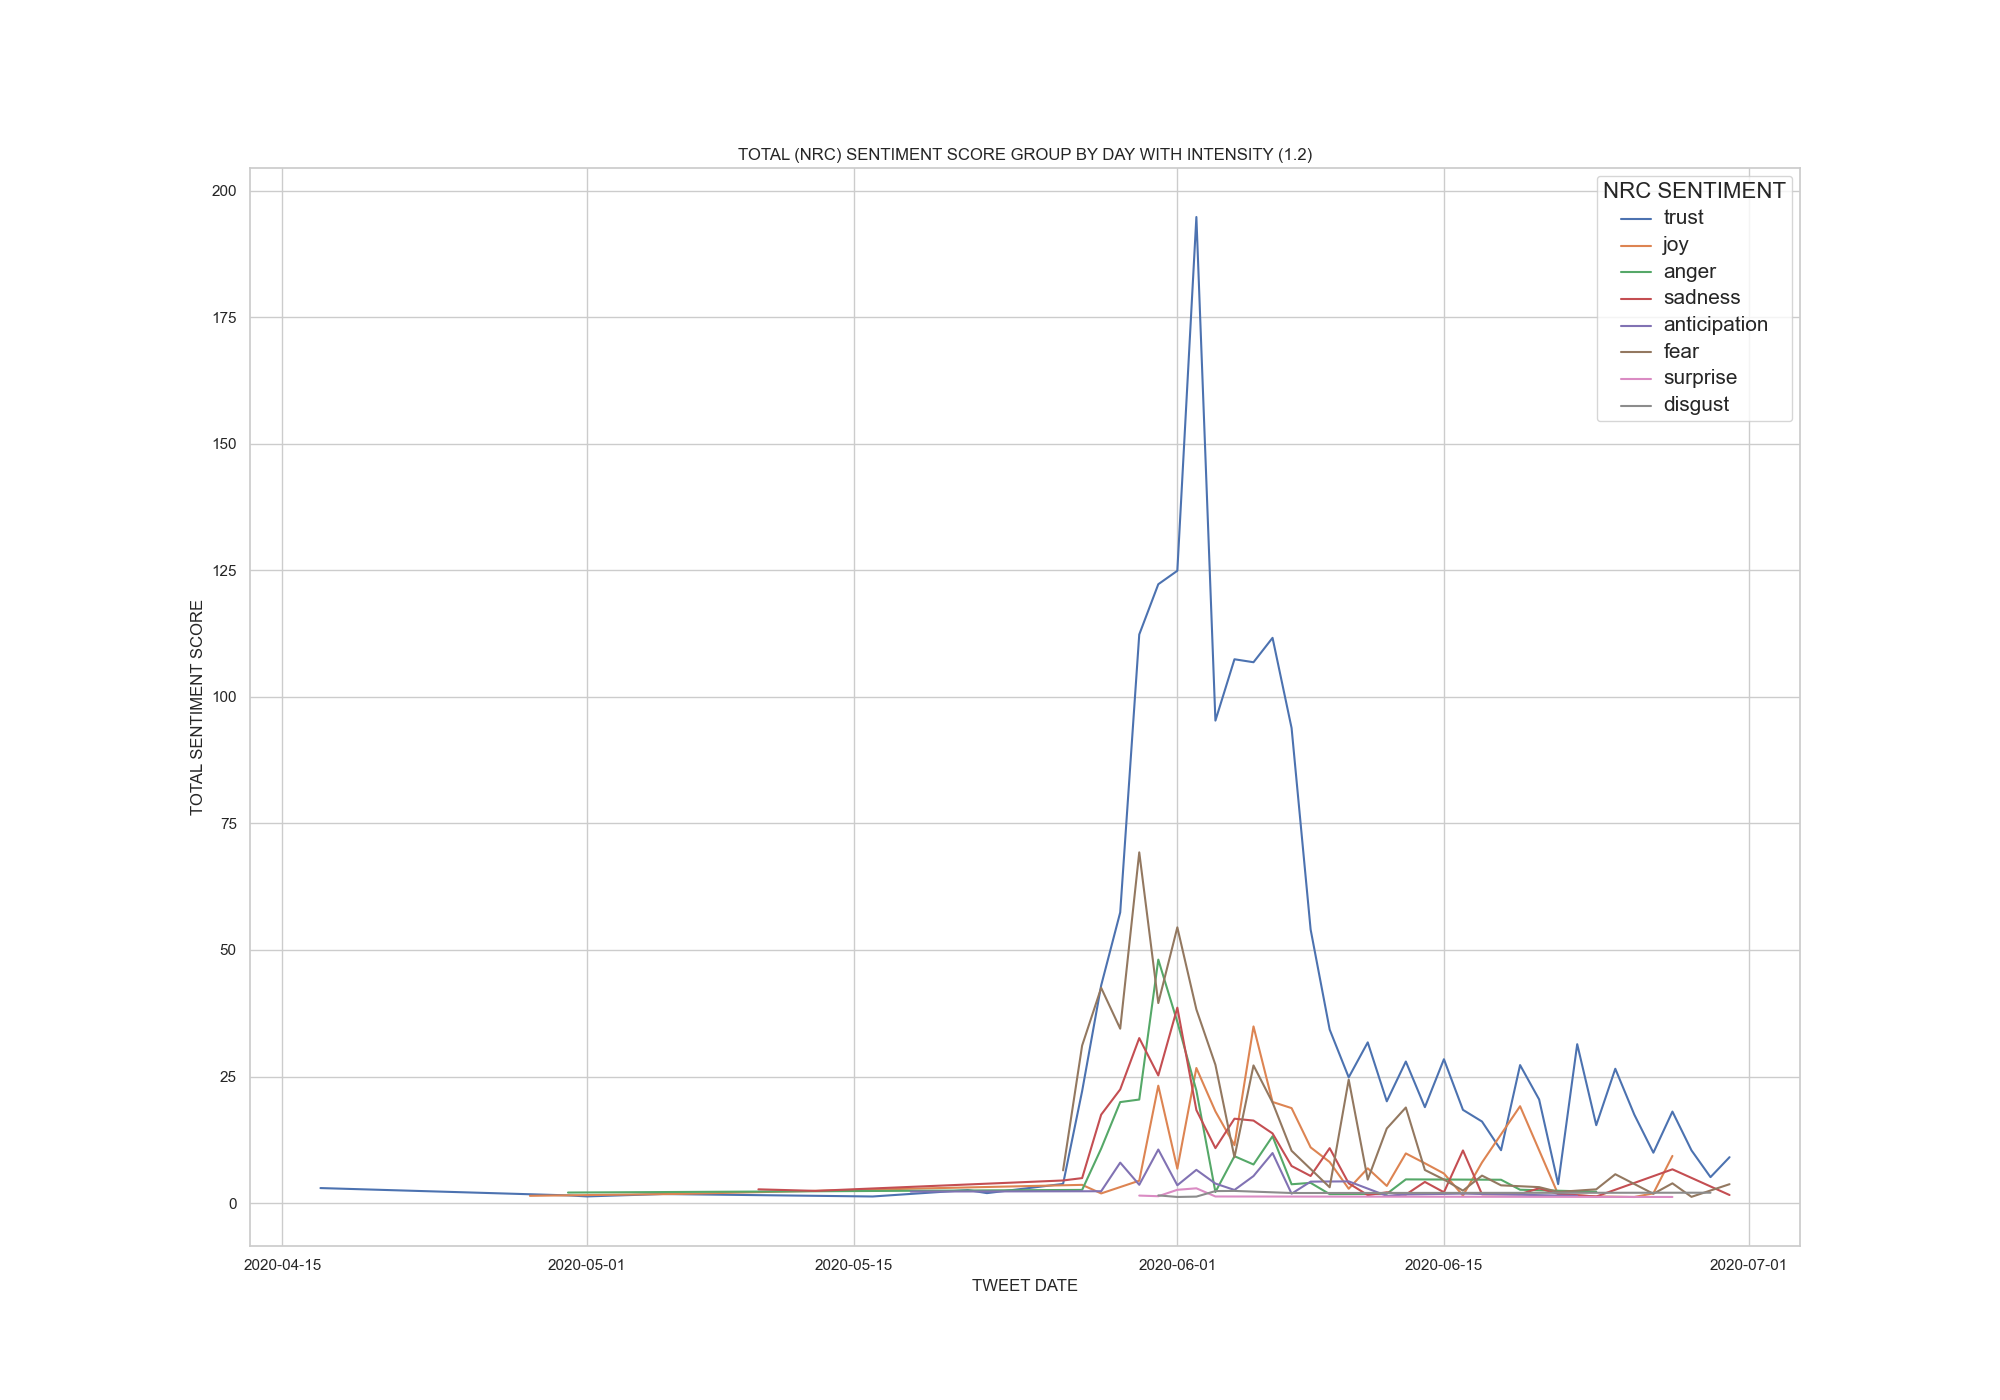 TOTAL (NRC) SENTIMENT SCORE GROUP BY DAY WITH INTENSITY (1.2)
NRC SENTIMENT
trust
joy
anger
sadness
anticipation
fear
surprise
disgust
TOTAL SENTIMENT SCORE
200
175
150
125
100
75
50
25
0
2020-04-15 2020-05-01 2020-05-15 2020-06-01 2020-06-15 2020-07-01
TWEET DATE